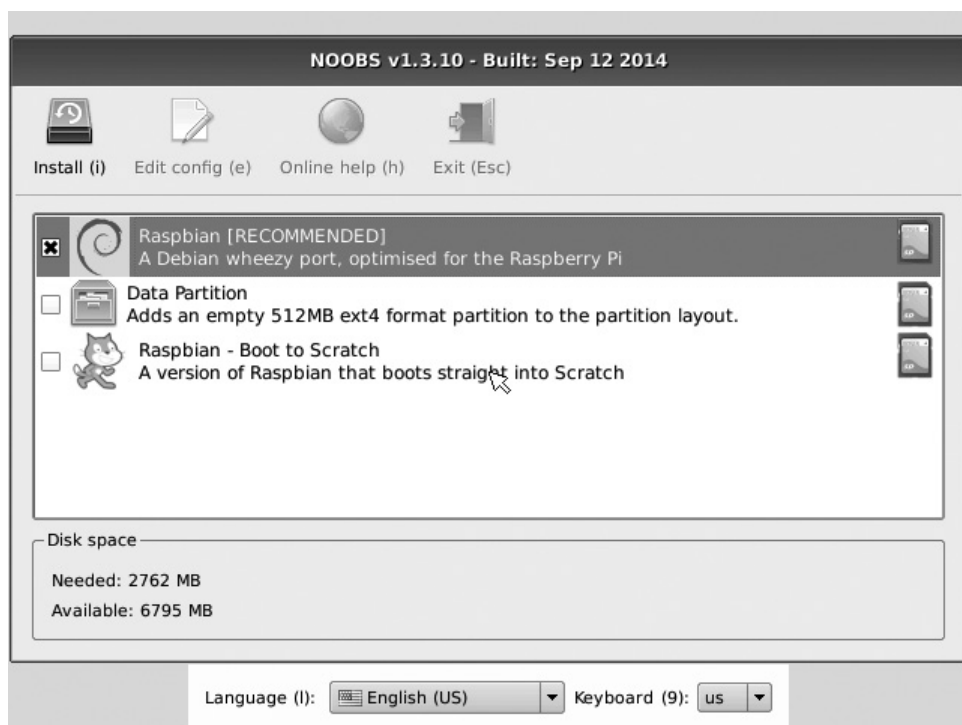 NOOBS v1.3.10 - Built: Sep 12 2014
Install (i) Edit config (e) Online help (h) Exit (Esc)
Raspbian [RECOMMENDED]
A Debian wheezy port, optimised for the Raspberry Pi
Data Partition
Adds an empty 512MB ext4 format partition to the partition layout.
Raspbian - Boot to Scratch
A version of Raspbian that boots straight into Scratch
Disk space
Needed: 2762 MB
Available: 6795 MB
Language (l): English (US) Keyboard (9): us